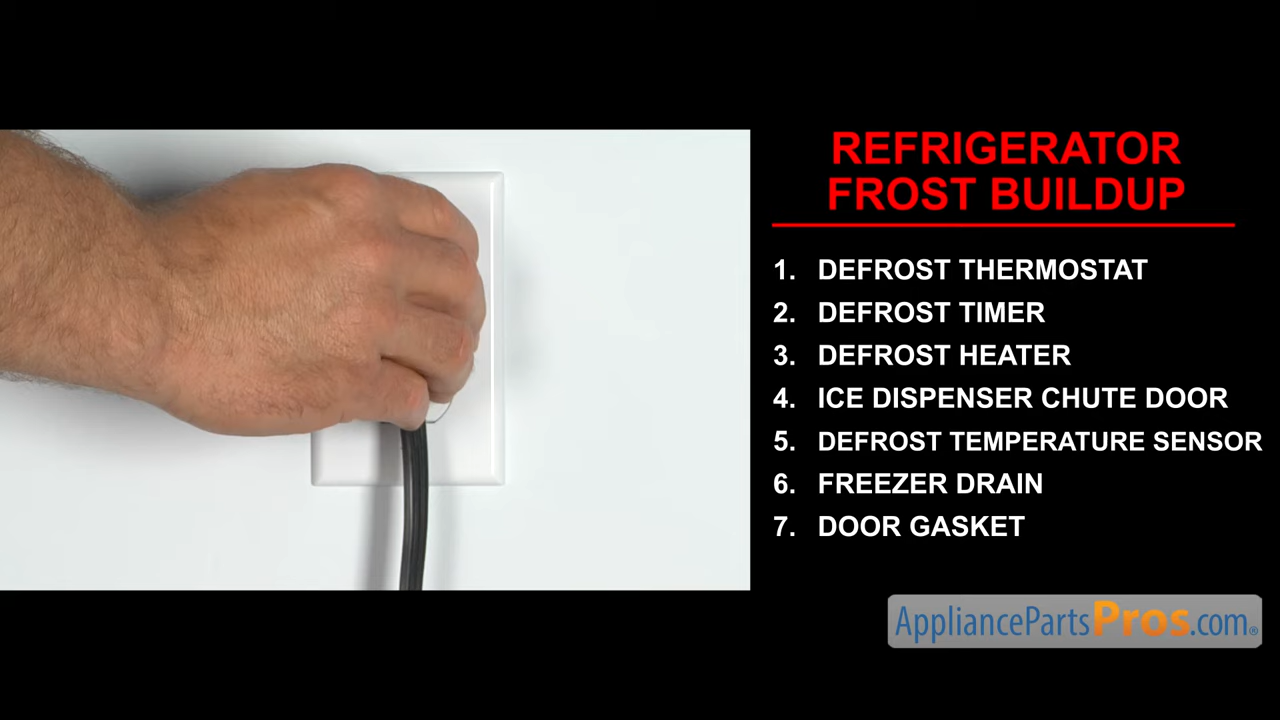 REFRIGERATOR
FROST BUILDUP
1. DEFROST THERMOSTAT
2. DEFROST TIMER
3. DEFROST HEATER
4. ICE DISPENSER CHUTE DOOR
5. DEFROST TEMPERATURE SENSOR
6. FREEZER DRAIN
7. DOOR GASKET
AppliancePartsPros.com®